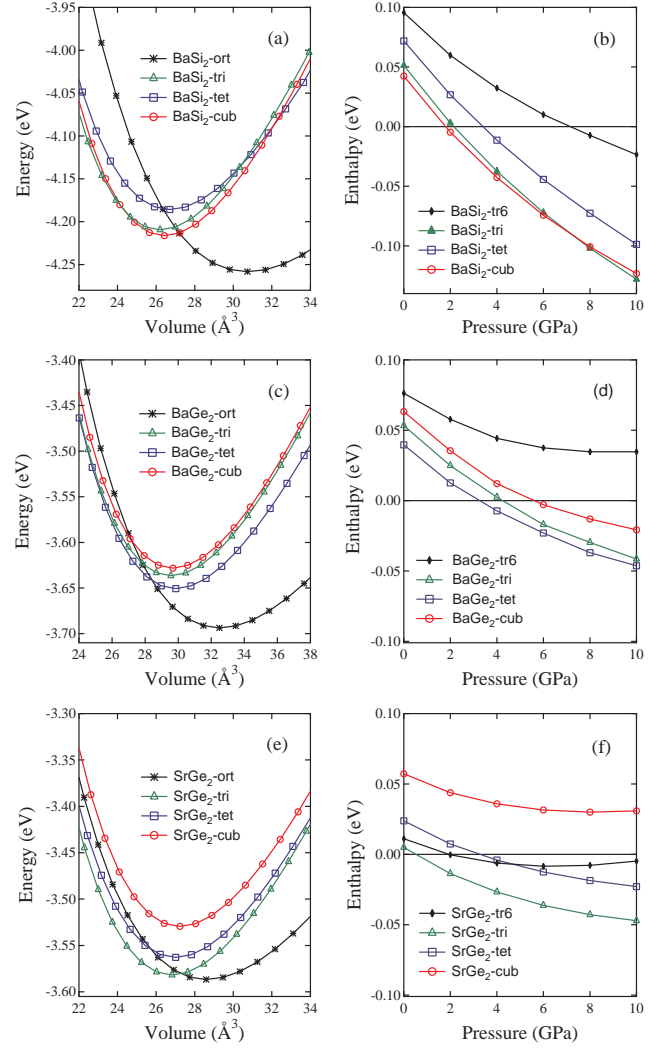 (a)
BaSi2-ort
BaSi2-tri
BaSi2-tet
BaSi2-cub
-3.95
-4.00
-4.05
-4.10
-4.15
-4.20
-4.25
Energy (eV)
22 24 26 28 30 32 34
Volume (Å3)
(b)
BaSi2-tr6
BaSi2-tri
BaSi2-tet
BaSi2-cub
0.10
0.05
0.00
-0.05
-0.10
Enthalpy (eV)
0 2 4 6 8 10
Pressure (GPa)
(c)
BaGe2-ort
BaGe2-tri
BaGe2-tet
BaGe2-cub
-3.40
-3.45
-3.50
-3.55
-3.60
-3.65
-3.70
Energy (eV)
24 26 28 30 32 34 36 38
Volume (Å3)
(d)
BaGe2-tr6
BaGe2-tri
BaGe2-tet
BaGe2-cub
0.10
0.05
0.00
-0.05
-0.10
Enthalpy (eV)
0 2 4 6 8 10
Pressure (GPa)
(e)
SrGe2-ort
SrGe2-tri
SrGe2-tet
SrGe2-cub
-3.30
-3.35
-3.40
-3.45
-3.50
-3.55
-3.60
Energy (eV)
22 24 26 28 30 32 34
Volume (Å3)
(f)
SrGe2-tr6
SrGe2-tri
SrGe2-tet
SrGe2-cub
0.10
0.05
0.00
-0.05
-0.10
Enthalpy (eV)
0 2 4 6 8 10
Pressure (GPa)